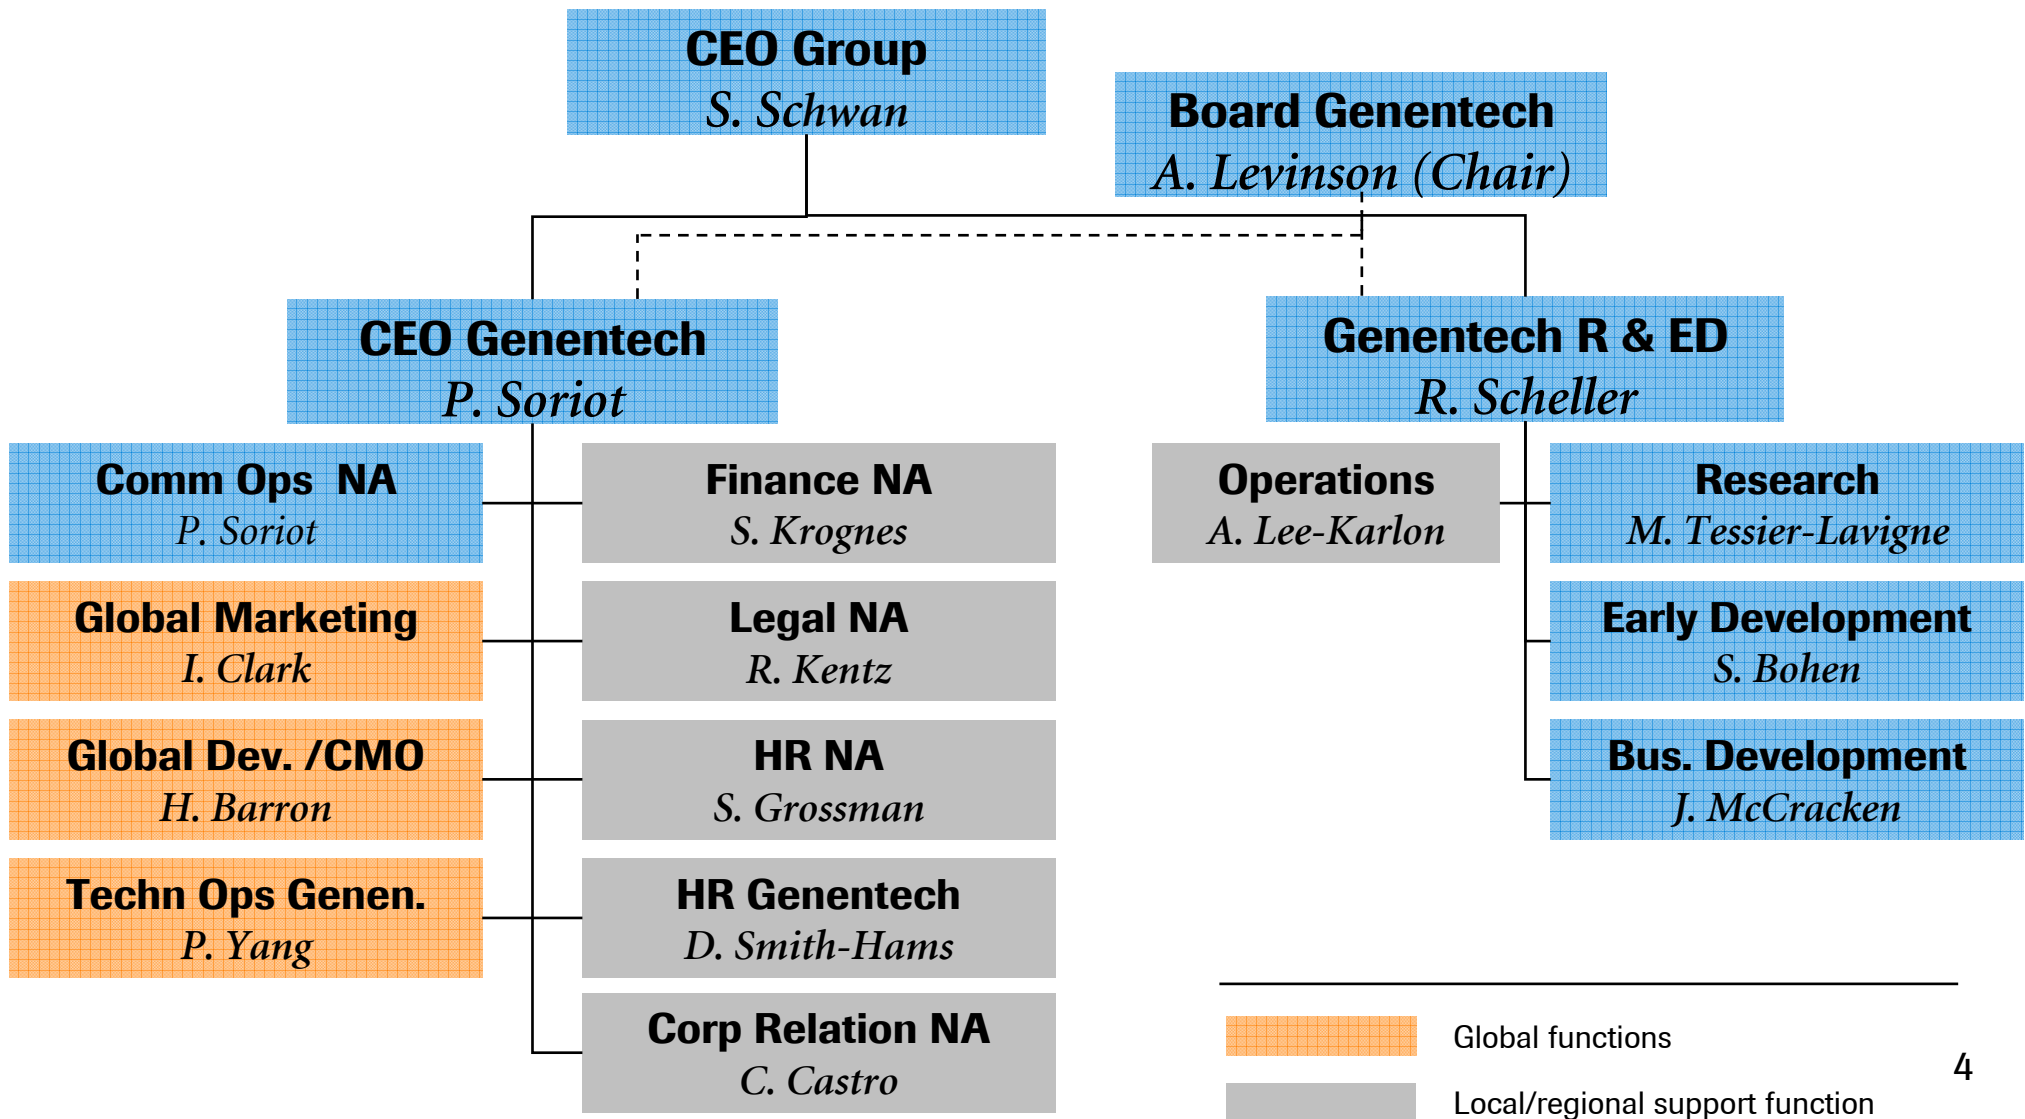 CEO Group
S. Schwan
Board Genentech
A. Levinson (Chair)
CEO Genentech
P. Soriot
Genentech R & ED
R. Scheller
Comm Ops  NA
P. Soriot
Finance NA
S. Krognes
Operations
A. Lee-Karlon
Research
M. Tessier-Lavigne
Global Marketing
I. Clark
Legal NA
R. Kentz
Early Development
S. Bohen
Global Dev. /CMO
H. Barron
HR NA
S. Grossman
Bus. Development
J. McCracken
Techn Ops Genen.
P. Yang
HR Genentech
D. Smith-Hams
Corp Relation NA
C. Castro
Global functions
Local/regional support function
4